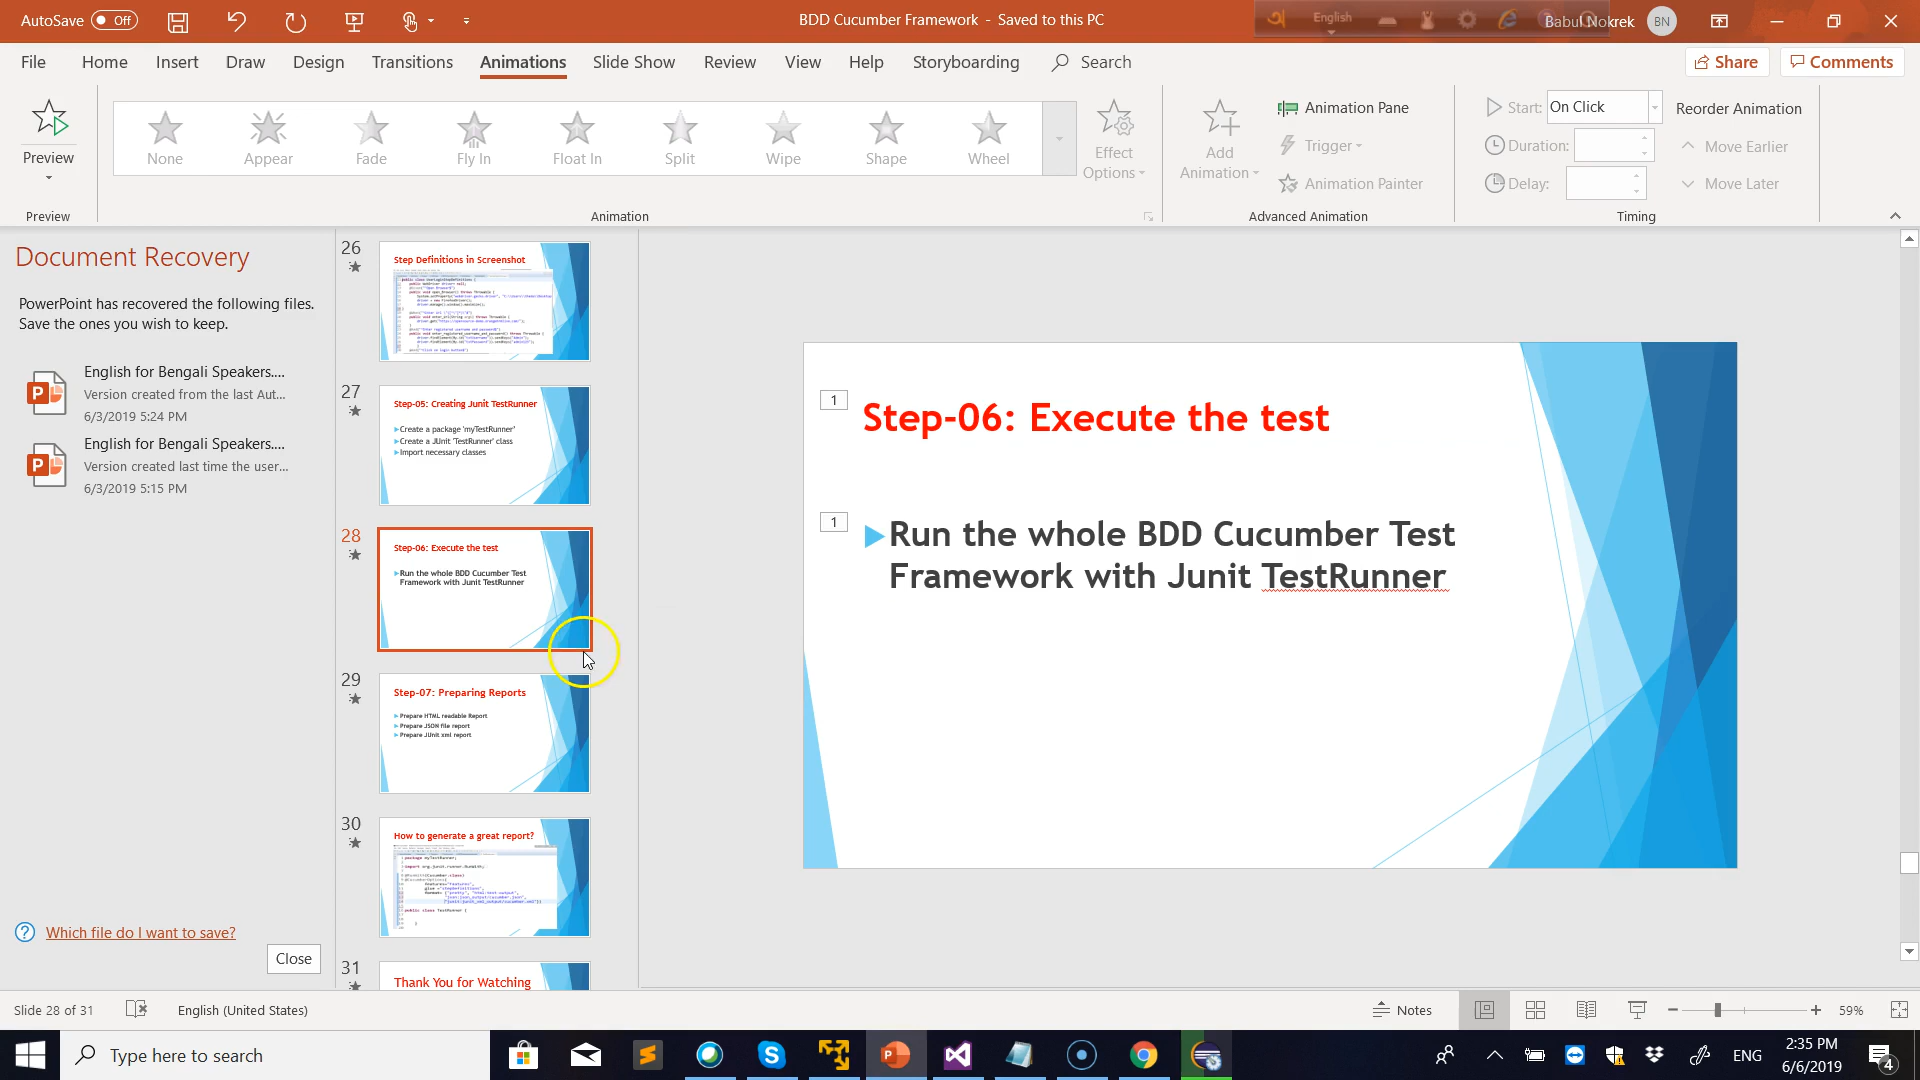 AutoSave Off
BDD Cucumber Framework - Saved to this PC
English
Babul Nokrek BN
File Home Insert Draw Design Transitions Animations Slide Show Review View Help Storyboarding Search
Share Comments
Preview
None Appear Fade Fly In Float In Split Wipe Shape Wheel
Effect Options
Add Animation
Animation Pane
Trigger
Animation Painter
Start: On Click
Duration:
Delay:
Reorder Animation
Move Earlier
Move Later
Preview Animation Advanced Animation Timing
Document Recovery
PowerPoint has recovered the following files.
Save the ones you wish to keep.
English for Bengali Speakers....
Version created from the last Aut...
6/3/2019 5:24 PM
English for Bengali Speakers....
Version created last time the user...
6/3/2019 5:15 PM
Which file do I want to save?
Close
26
Step Definitions in Screenshot
27
Step-05: Creating Junit TestRunner
Create a package 'myTestRunner'
Create a JUnit 'TestRunner' class
Import necessary classes
28
Step-06: Execute the test
Run the whole BDD Cucumber Test
Framework with Junit TestRunner
29
Step-07: Preparing Reports
Prepare HTML readable Report
Prepare JSON file report
Prepare JUnit xml report
30
How to generate a great report?
31
Thank You for Watching
1
Step-06: Execute the test
1
Run the whole BDD Cucumber Test
Framework with Junit TestRunner
Slide 28 of 31 English (United States)
Notes
59%
Type here to search
ENG
2:35 PM
6/6/2019
4